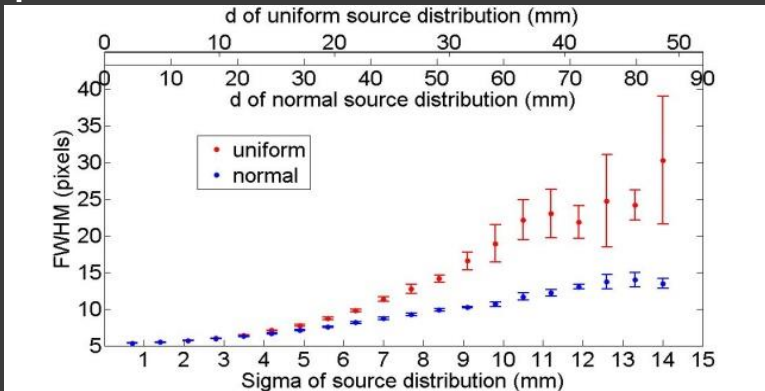 d of uniform source distribution (mm)
0 10 20 30 40 50
0 10 20 30 40 50 60 70 80 90
d of normal source distribution (mm)
40
35
30
25
20
15
10
5
FWHM (pixels)
uniform
normal
1 2 3 4 5 6 7 8 9 10 11 12 13 14 15
Sigma of source distribution (mm)